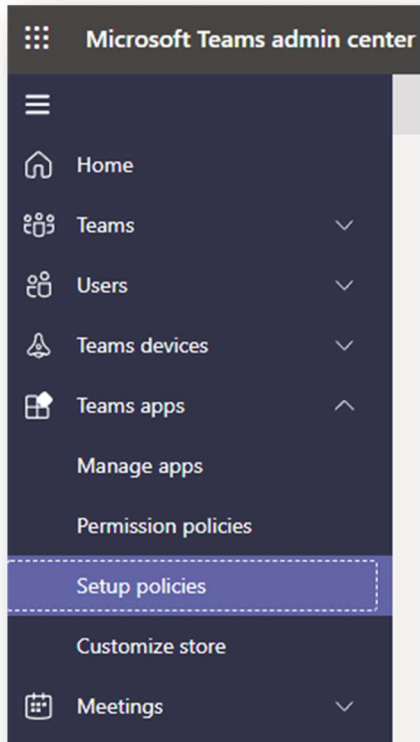 Microsoft Teams admin center
Home
Teams
Users
Teams devices
Teams apps
Manage apps
Permission policies
Setup policies
Customize store
Meetings